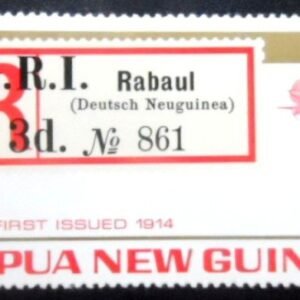 .R.I. Rabaul
(Deutsch Neuguinea)
3d. № 861
FIRST ISSUED 1914
PUA NEW GUIN